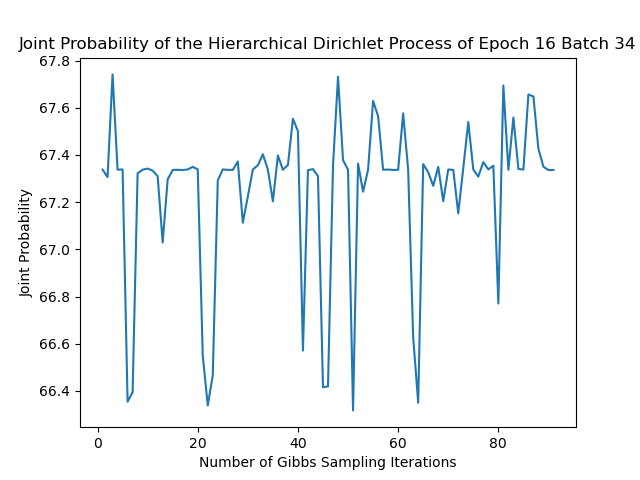 Joint Probability of the Hierarchical Dirichlet Process of Epoch 16 Batch 34
67.8
67.6
67.4
67.2
67.0
66.8
66.6
66.4
Joint Probability
0 20 40 60 80
Number of Gibbs Sampling Iterations